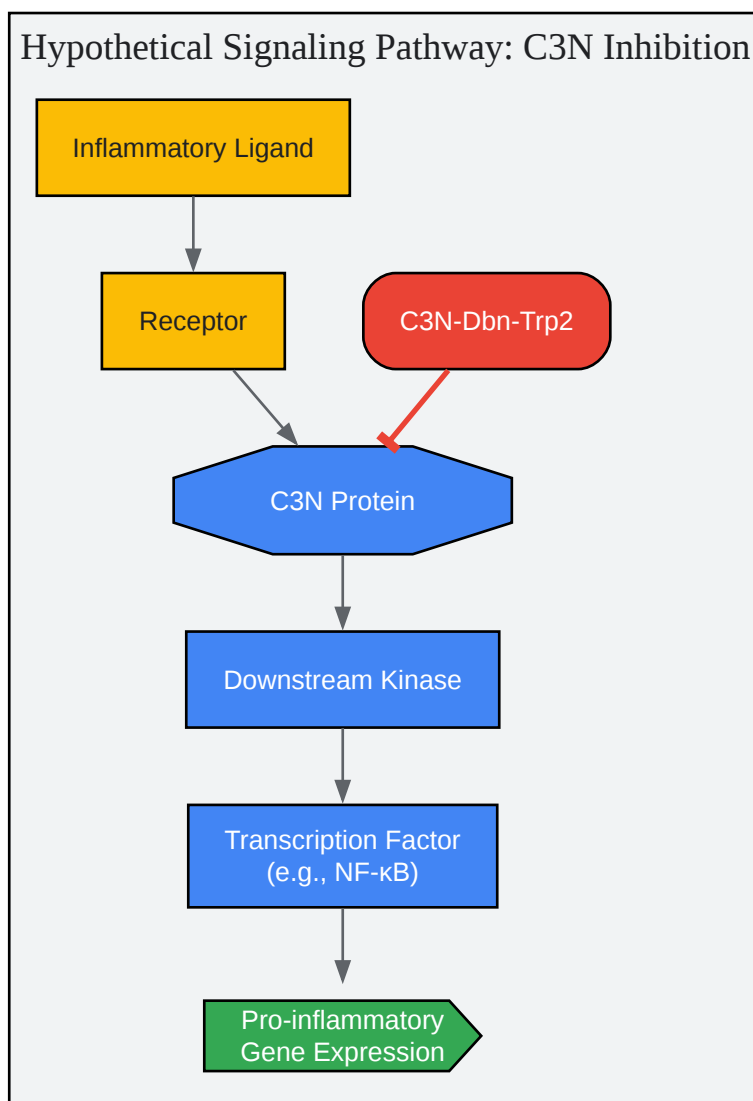 Hypothetical Signaling Pathway: C3N Inhibition
Inflammatory Ligand
Receptor
C3N-Dbn-Trp2
C3N Protein
Downstream Kinase
Transcription Factor
(e.g., NF-κB)
Pro-inflammatory
Gene Expression